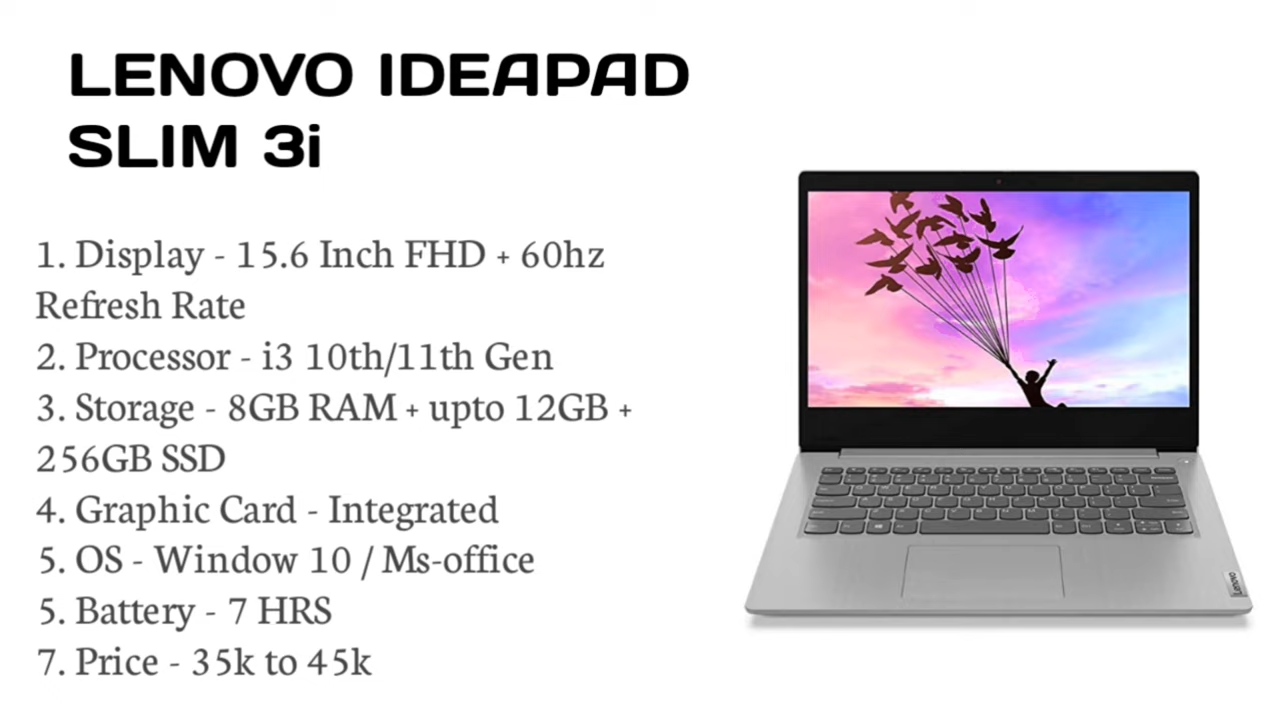 LENOVO IDEAPAD
SLIM 3i
1. Display - 15.6 Inch FHD + 60hz
Refresh Rate
2. Processor - i3 10th/11th Gen
3. Storage - 8GB RAM + upto 12GB +
256GB SSD
4. Graphic Card - Integrated
5. OS - Window 10 / Ms-office
5. Battery - 7 HRS
7. Price - 35k to 45k
Lenovo